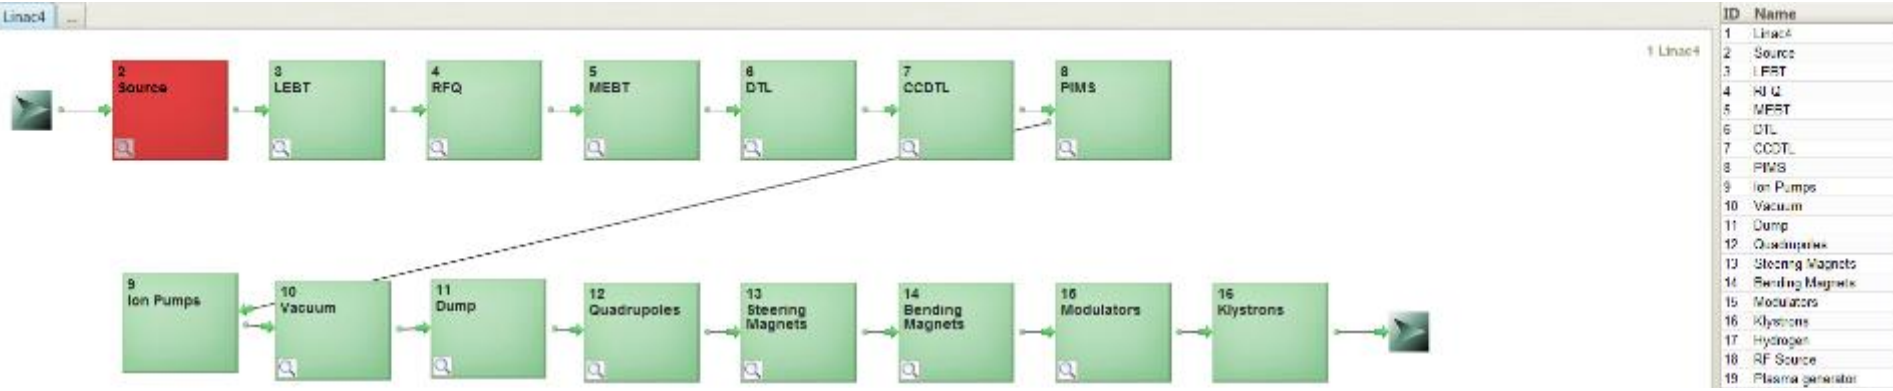 Linac4 ...
1 Linac4
2
Source
3
LEBT
4
RFQ
5
MEBT
6
DTL
7
CCDTL
8
PIMS
9
Ion Pumps
10
Vacuum
11
Dump
12
Quadrupoles
13
Steering
Magnets
14
Bending
Magnets
15
Modulators
16
Klystrons
ID Name
1 Linac4
2 Source
3 LEBT
4 RFQ
5 MEBT
6 DTL
7 CCDTL
8 PIMS
9 Ion Pumps
10 Vacuum
11 Dump
12 Quadrupoles
13 Steering Magnets
14 Bending Magnets
15 Modulators
16 Klystrons
17 Hydrogen
18 RF Source
19 Plasma generator